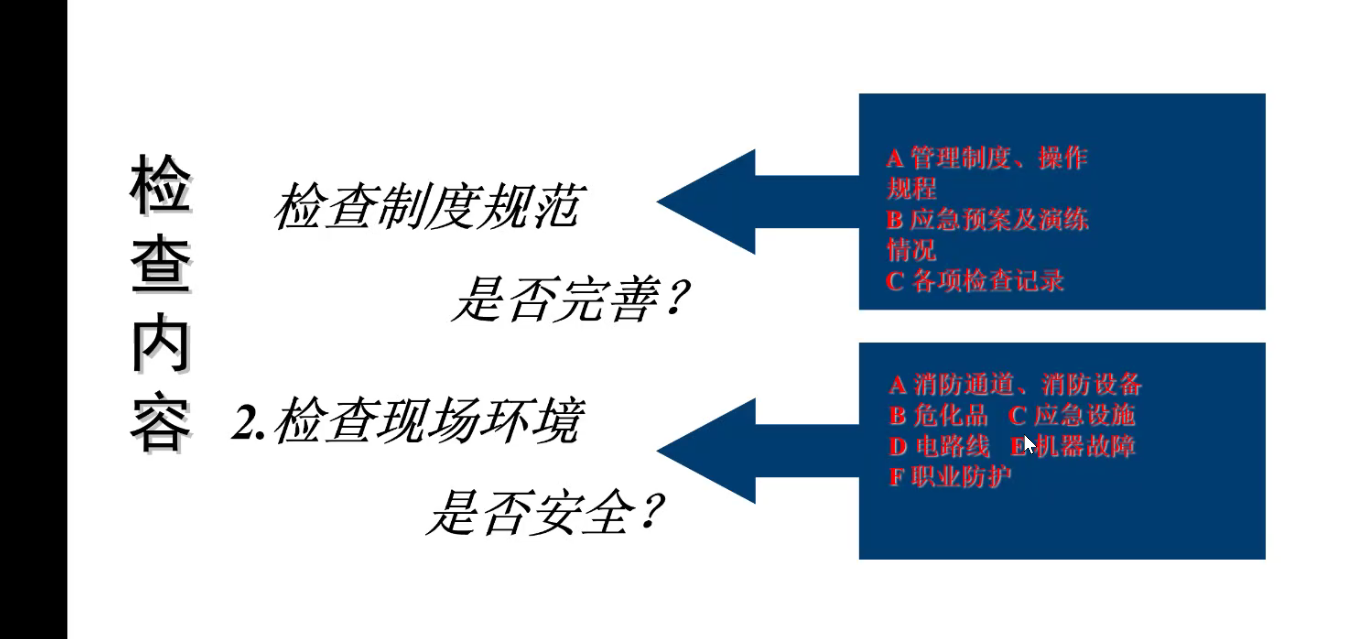 检查内容
检查制度规范
是否完善？
A 管理制度、操作
规程
B 应急预案及演练
情况
C 各项检查记录
2.检查现场环境
是否安全？
A 消防通道、消防设备
B 危化品 C 应急设施
D 电路线 E 机器故障
F 职业防护